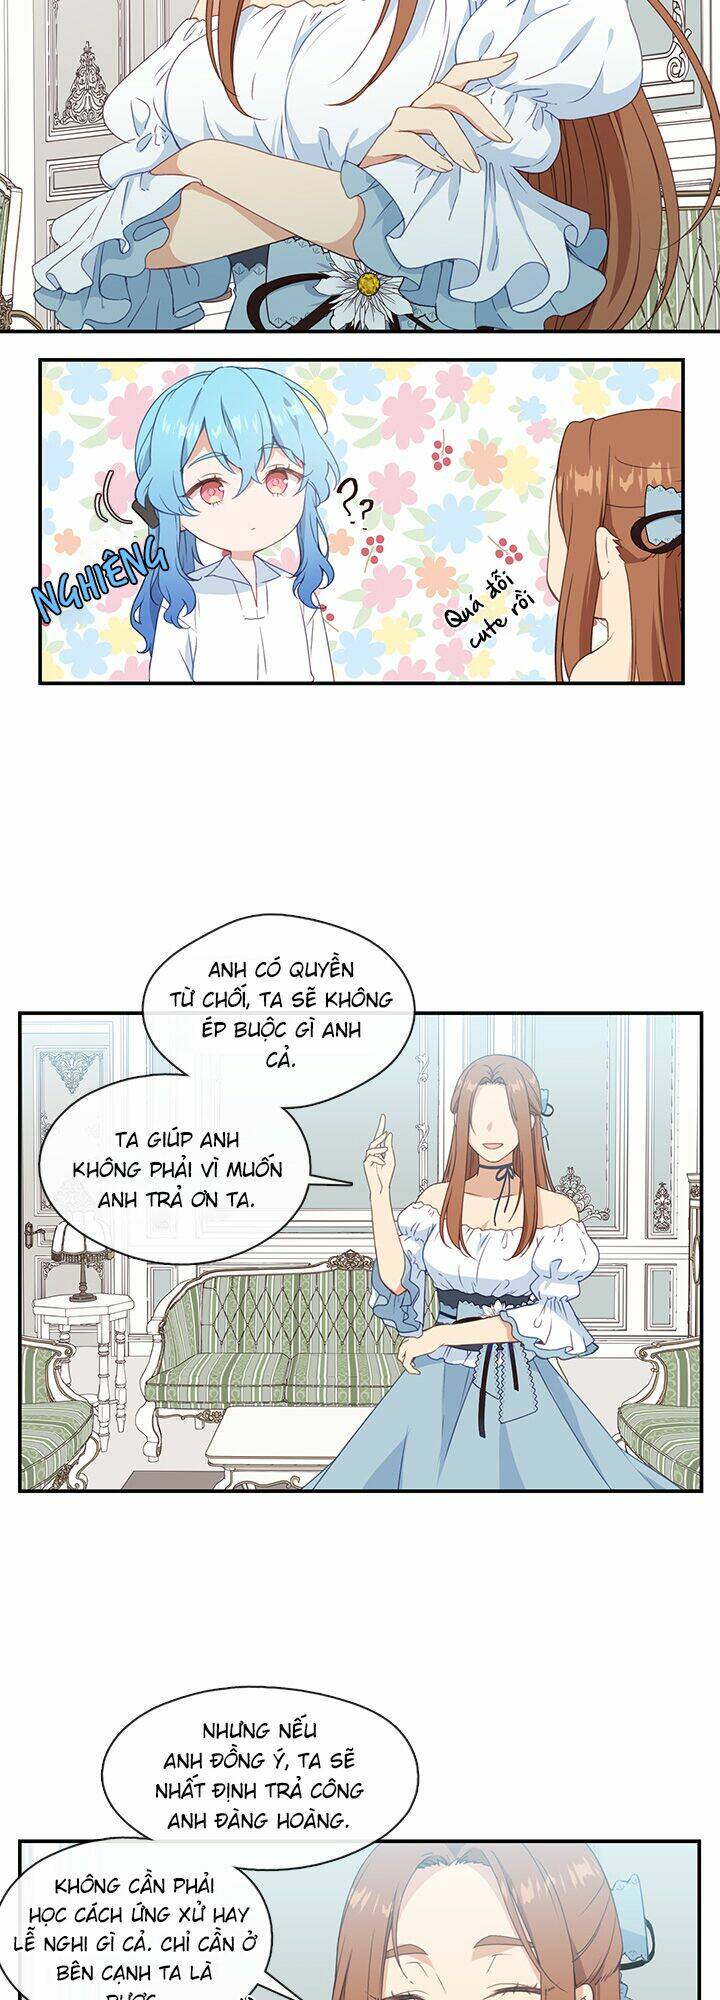 NGHIÊNG
??
Quá đỗi
cute rồi
ANH CÓ QUYỀN
TỪ CHỐI, TA SẼ KHÔNG
ÉP BUỘC GÌ ANH
CẢ.
TA GIÚP ANH
KHÔNG PHẢI VÌ MUỐN
ANH TRẢ ƠN TA.
NHƯNG NẾU
ANH ĐỒNG Ý, TA SẼ
NHẤT ĐỊNH TRẢ CÔNG
ANH ĐÀNG HOÀNG.
KHÔNG CẦN PHẢI
HỌC CÁCH ỨNG XỬ HAY
LỄ NGHI GÌ CẢ. CHỈ CẦN Ở
BÊN CẠNH TA LÀ